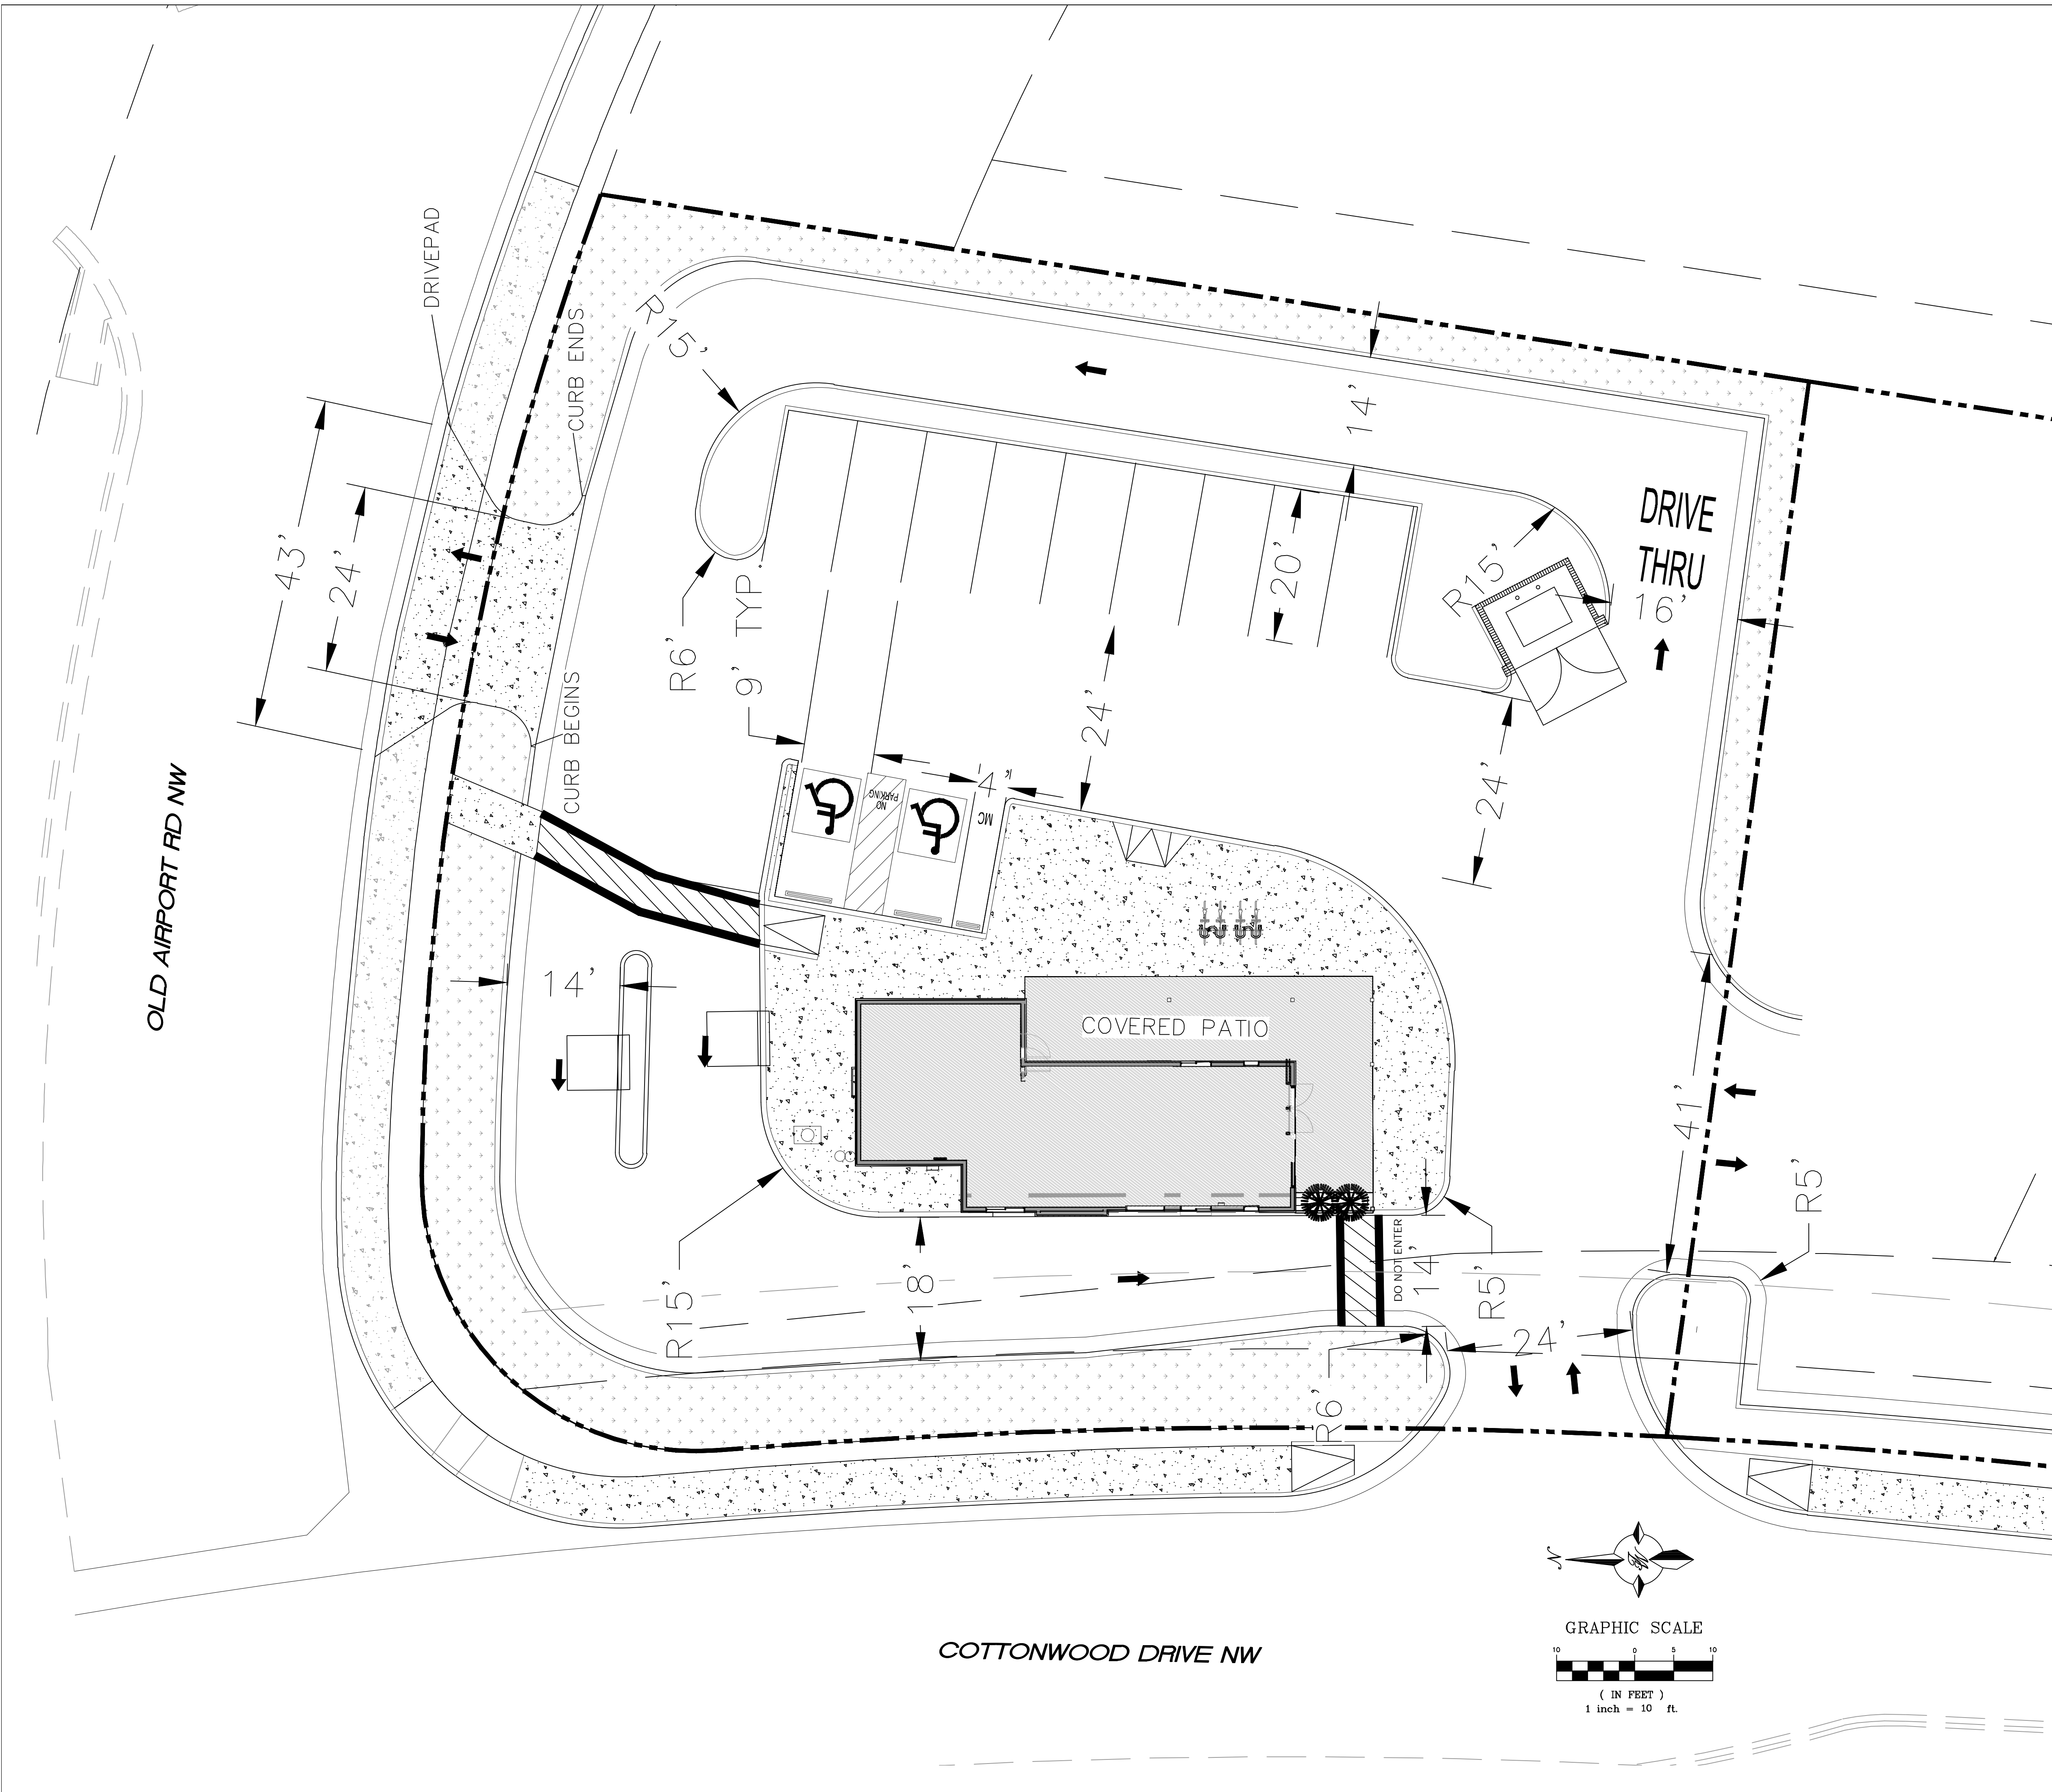 DRIVEPAD
CURB ENDS
R15'
14'
43'
24'
DRIVE
THRU
R15'
16'
20'
R6'
9' TYP.
CURB BEGINS
24'
24'
4'
NO
PARKING
MC
OLD AIRPORT RD NW
14'
COVERED PATIO
41'
R5'
R15'
18'
DO NOT ENTER
14'
R5'
24'
R6'
N
GRAPHIC SCALE
10 0 5 10
( IN FEET )
1 inch = 10 ft.
COTTONWOOD DRIVE NW